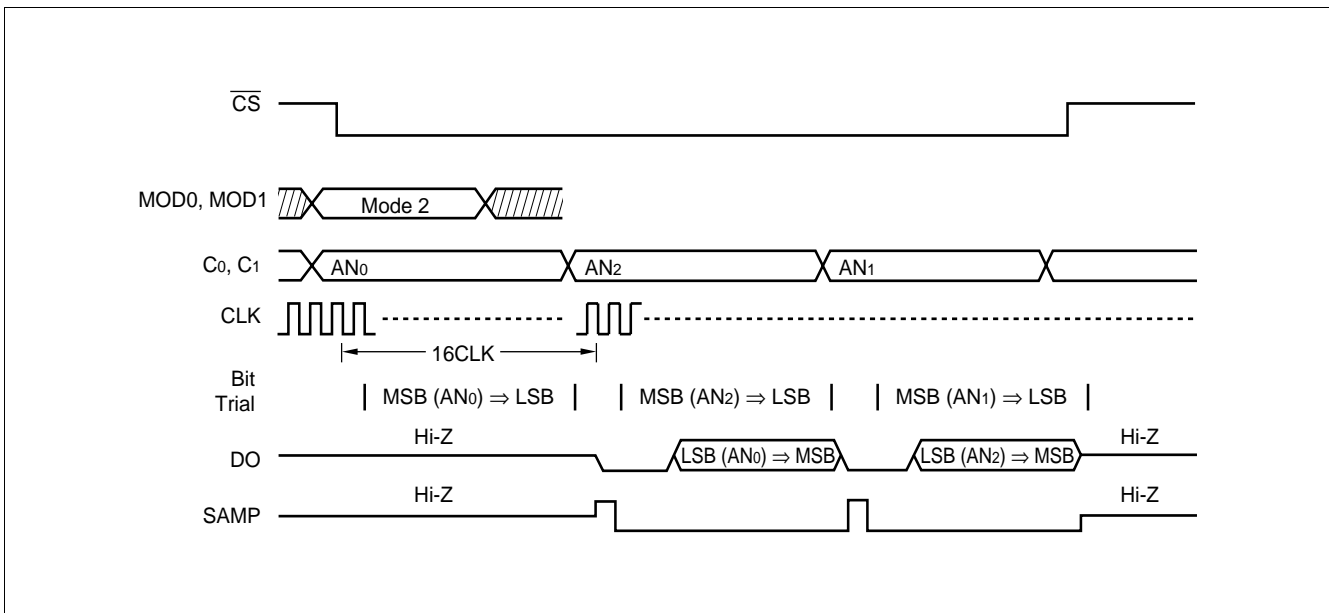 CS
MOD0, MOD1 Mode 2
C0, C1 AN0 AN2 AN1
CLK
16CLK
Bit
Trial MSB (AN0) ⇒ LSB MSB (AN2) ⇒ LSB MSB (AN1) ⇒ LSB
Hi-Z Hi-Z
DO LSB (AN0) ⇒ MSB LSB (AN2) ⇒ MSB
Hi-Z Hi-Z
SAMP